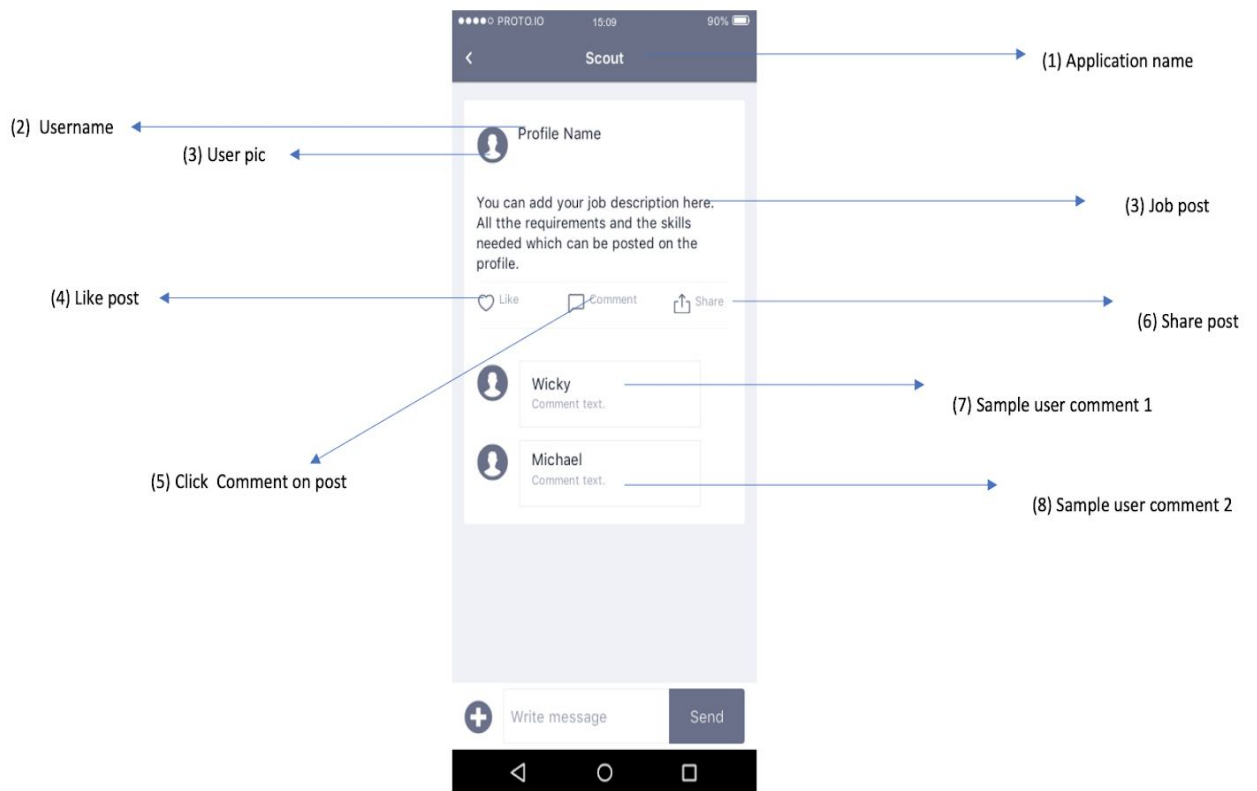 ●●●●○ PROTO.IO 15:09 90%
Scout
(1) Application name
(2) Username
Profile Name
(3) User pic
You can add your job description here.
All tthe requirements and the skills
needed which can be posted on the
profile.
(3) Job post
(4) Like post
Like Comment Share
(6) Share post
Wicky
Comment text.
(7) Sample user comment 1
Michael
Comment text.
(5) Click Comment on post
(8) Sample user comment 2
Write message Send